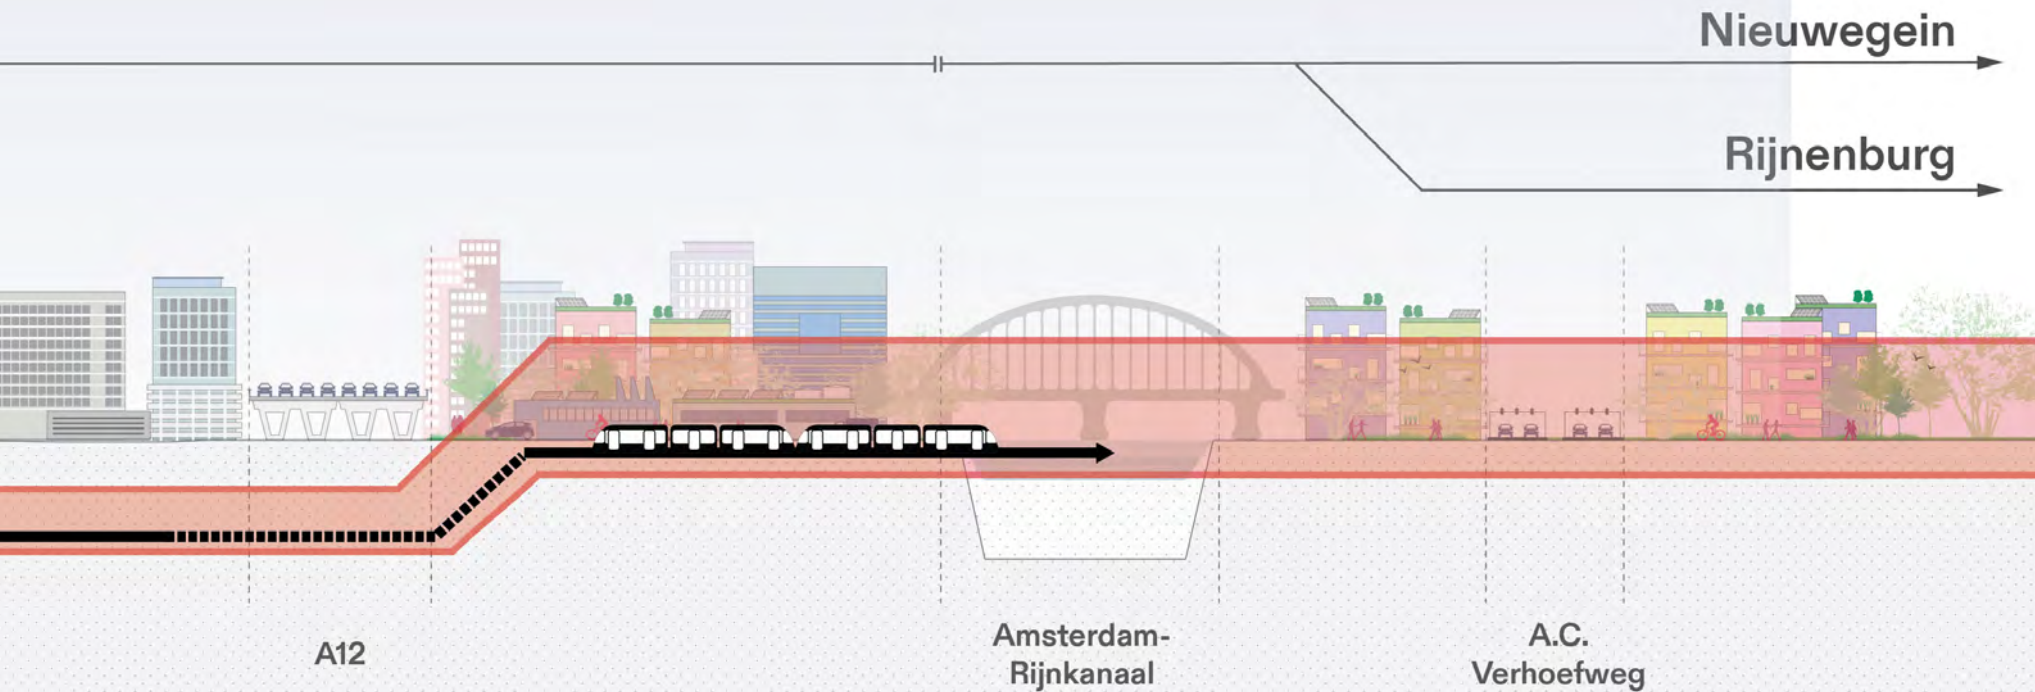 Nieuwegein
Rijnenburg
A12
Amsterdam-
Rijnkanaal
A.C.
Verhoefweg